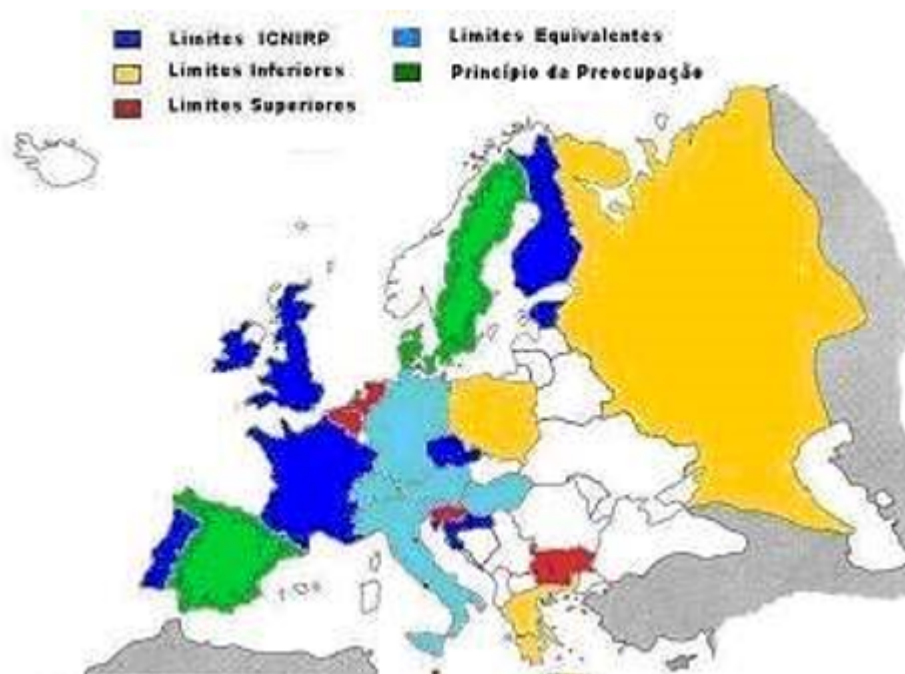 Limites ICNIRP
Limites Inferiores
Limites Superiores
Limites Equivalentes
Princípio da Preocupação